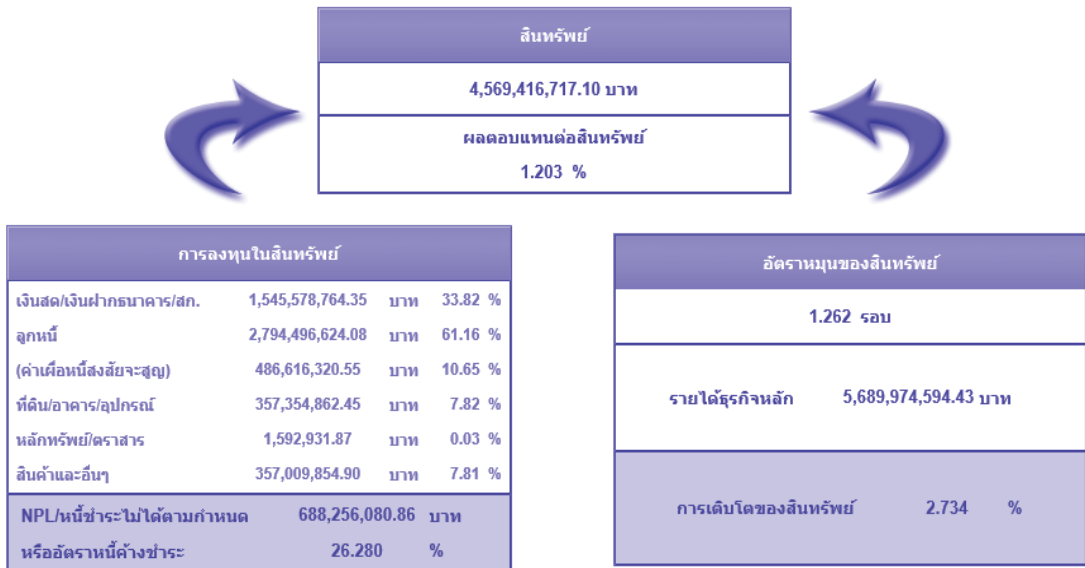 สินทรัพย์
4,569,416,717.10 บาท
ผลตอบแทนต่อสินทรัพย์
1.203 %
การลงทุนในสินทรัพย์
เงินสด/เงินฝากธนาคาร/สก. 1,545,578,764.35 บาท 33.82 %
ลูกหนี้ 2,794,496,624.08 บาท 61.16 %
(ค่าเผื่อหนี้สงสัยจะสูญ) 486,616,320.55 บาท 10.65 %
ที่ดิน/อาคาร/อุปกรณ์ 357,354,862.45 บาท 7.82 %
หลักทรัพย์/ตราสาร 1,592,931.87 บาท 0.03 %
สินค้าและอื่นๆ 357,009,854.90 บาท 7.81 %
NPL/หนี้ชำระไม่ได้ตามกำหนด 688,256,080.86 บาท
หรืออัตราหนี้ค้างชำระ 26.280 %
อัตราหมุนของสินทรัพย์
1.262 รอบ
รายได้ธุรกิจหลัก 5,689,974,594.43 บาท
การเติบโตของสินทรัพย์ 2.734 %